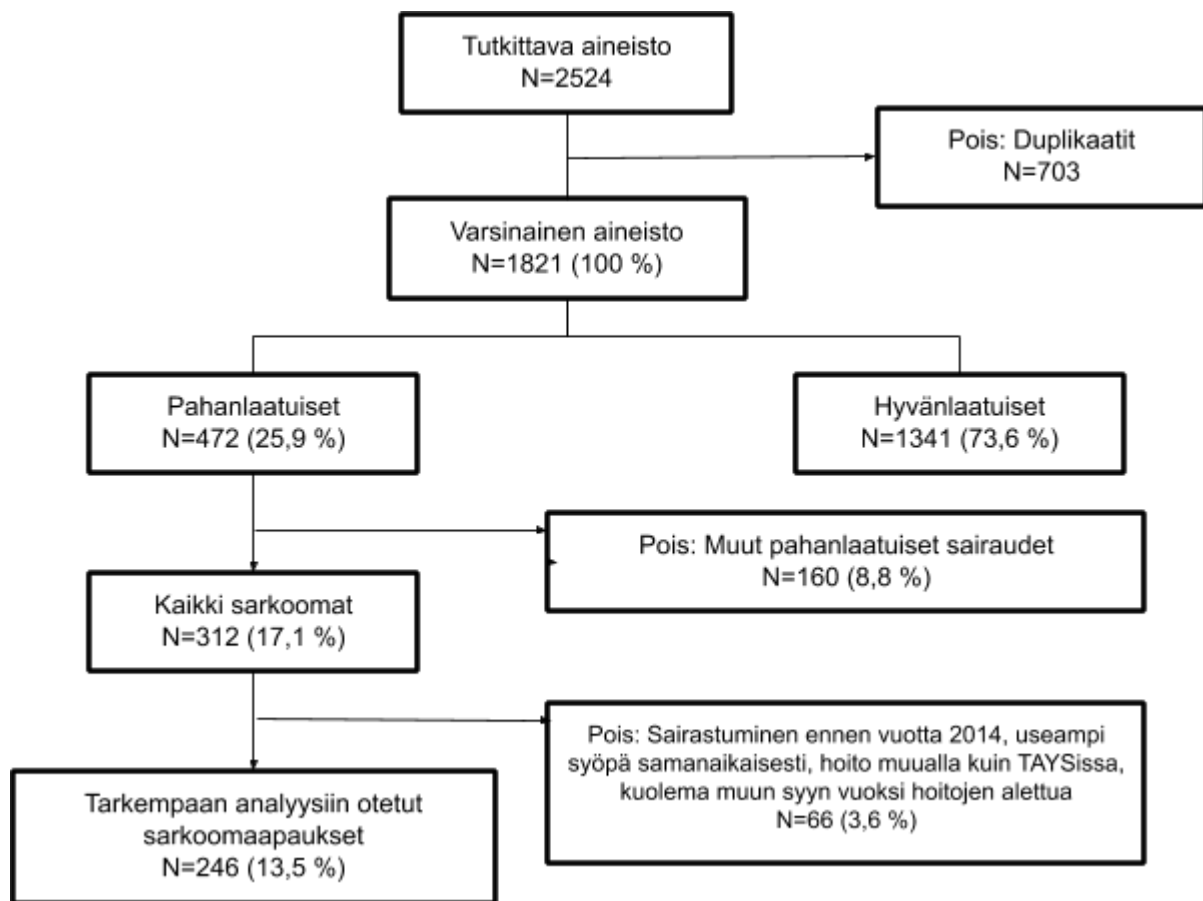 Tutkittava aineisto
N=2524
Pois: Duplikaatit
N=703
Varsinainen aineisto
N=1821 (100 %)
Pahanlaatuiset
N=472 (25,9 %)
Hyvänlaatuiset
N=1341 (73,6 %)
Pois: Muut pahanlaatuiset sairaudet
N=160 (8,8 %)
Kaikki sarkoomat
N=312 (17,1 %)
Pois: Sairastuminen ennen vuotta 2014, useampi
syöpä samanaikaisesti, hoito muualla kuin TAYSissa,
kuolema muun syyn vuoksi hoitojen alettua
N=66 (3,6 %)
Tarkempaan analyysiin otetut
sarkoomaapaukset
N=246 (13,5 %)